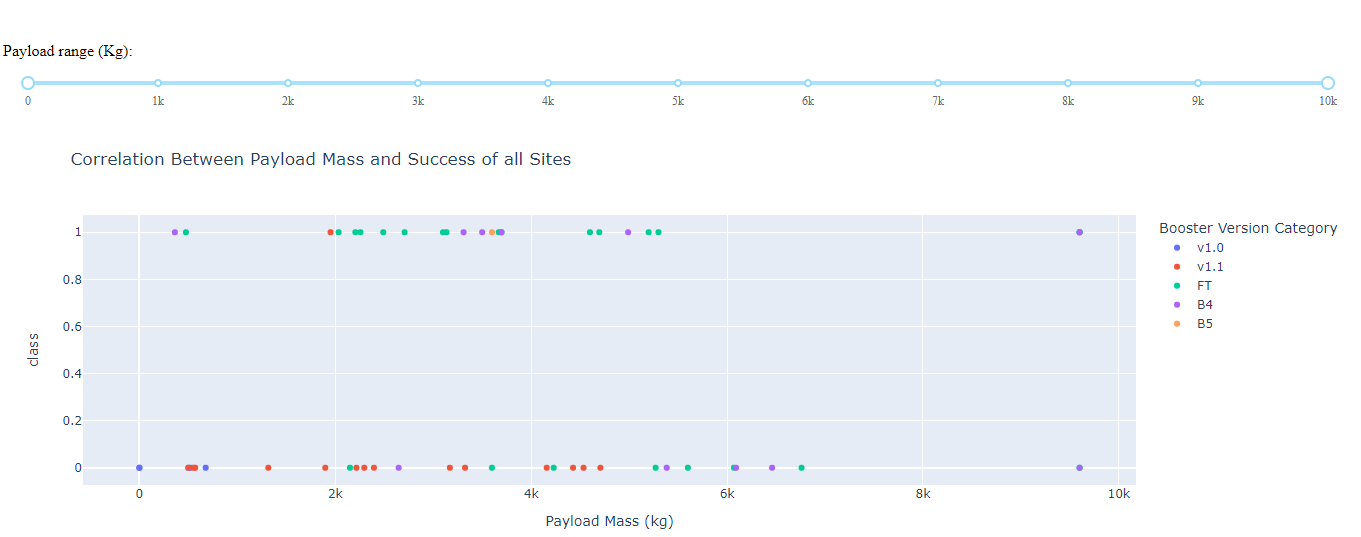 Payload range (Kg):
0 1k 2k 3k 4k 5k 6k 7k 8k 9k 10k
Correlation Between Payload Mass and Success of all Sites
Booster Version Category
v1.0
v1.1
FT
B4
B5
class
1
0.8
0.6
0.4
0.2
0
0 2k 4k 6k 8k 10k
Payload Mass (kg)